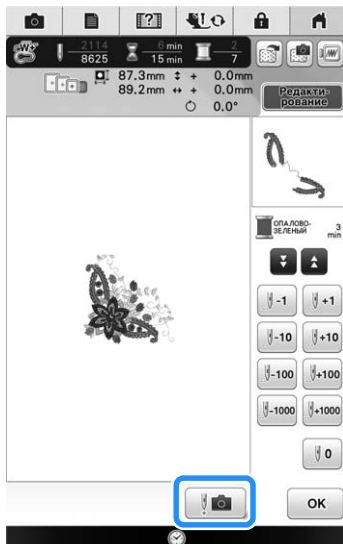 2114
8625
6 min
15 min
2
7
87.3mm ↕ + 0.0mm
89.2mm ↔ + 0.0mm
0.0°
Редакти-
рование
ОПАЛОВО-
ЗЕЛЕНЫЙ
3
min
-1
+1
-10
+10
-100
+100
-1000
+1000
0
OK